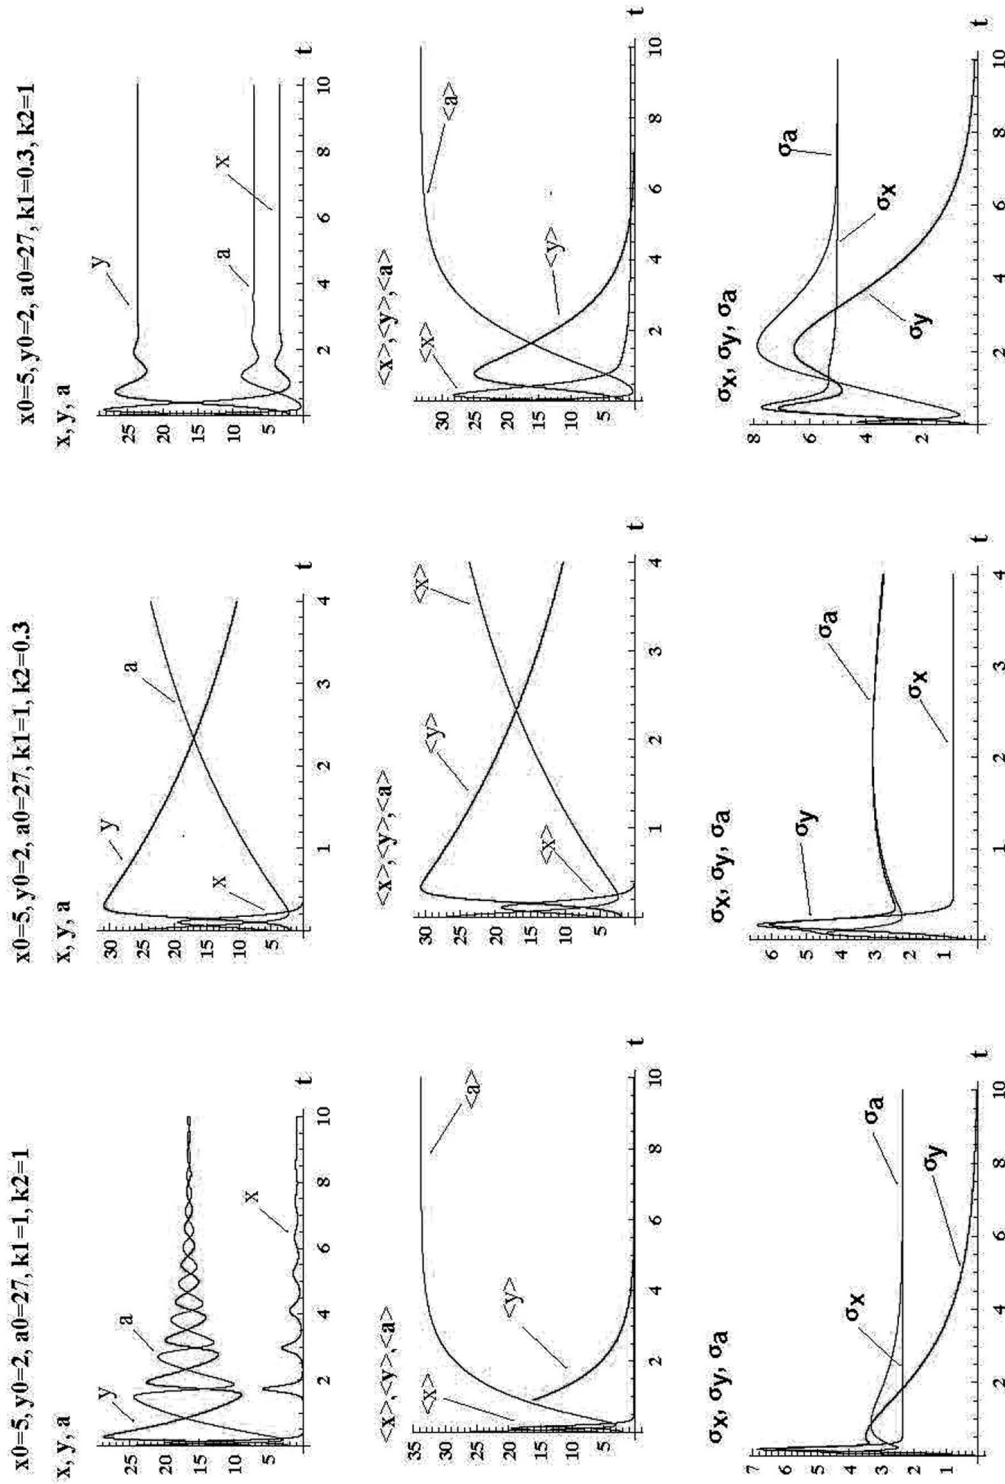 x0=5, y0=2, a0=27, k1=1, k2=1
x, y, a
25
20
15
10
5
y
a
x
2 4 6 8 10 t
x0=5, y0=2, a0=27, k1=1, k2=0.3
x, y, a
30
25
20
15
10
5
y
a
x
1 2 3 4 t
x0=5, y0=2, a0=27, k1=0.3, k2=1
x, y, a
25
20
15
10
5
y
a
x
2 4 6 8 10 t
<x>,<y>,<a>
35
30
25
20
15
10
5
<x>
<y>
<a>
2 4 6 8 10 t
<x>,<y>,<a>
30
25
20
15
10
5
<y>
<x>
<x>
1 2 3 4 t
<x>,<y>,<a>
30
25
20
15
10
5
<x>
<y>
<a>
2 4 6 8 10 t
σx, σy, σa
7
6
5
4
3
2
1
σx
σa
σy
2 4 6 8 10 t
σx, σy, σa
6
5
4
3
2
1
σy
σa
σx
1 2 3 4 t
σx, σy, σa
8
6
4
2
σa
σx
σy
2 4 6 8 10 t